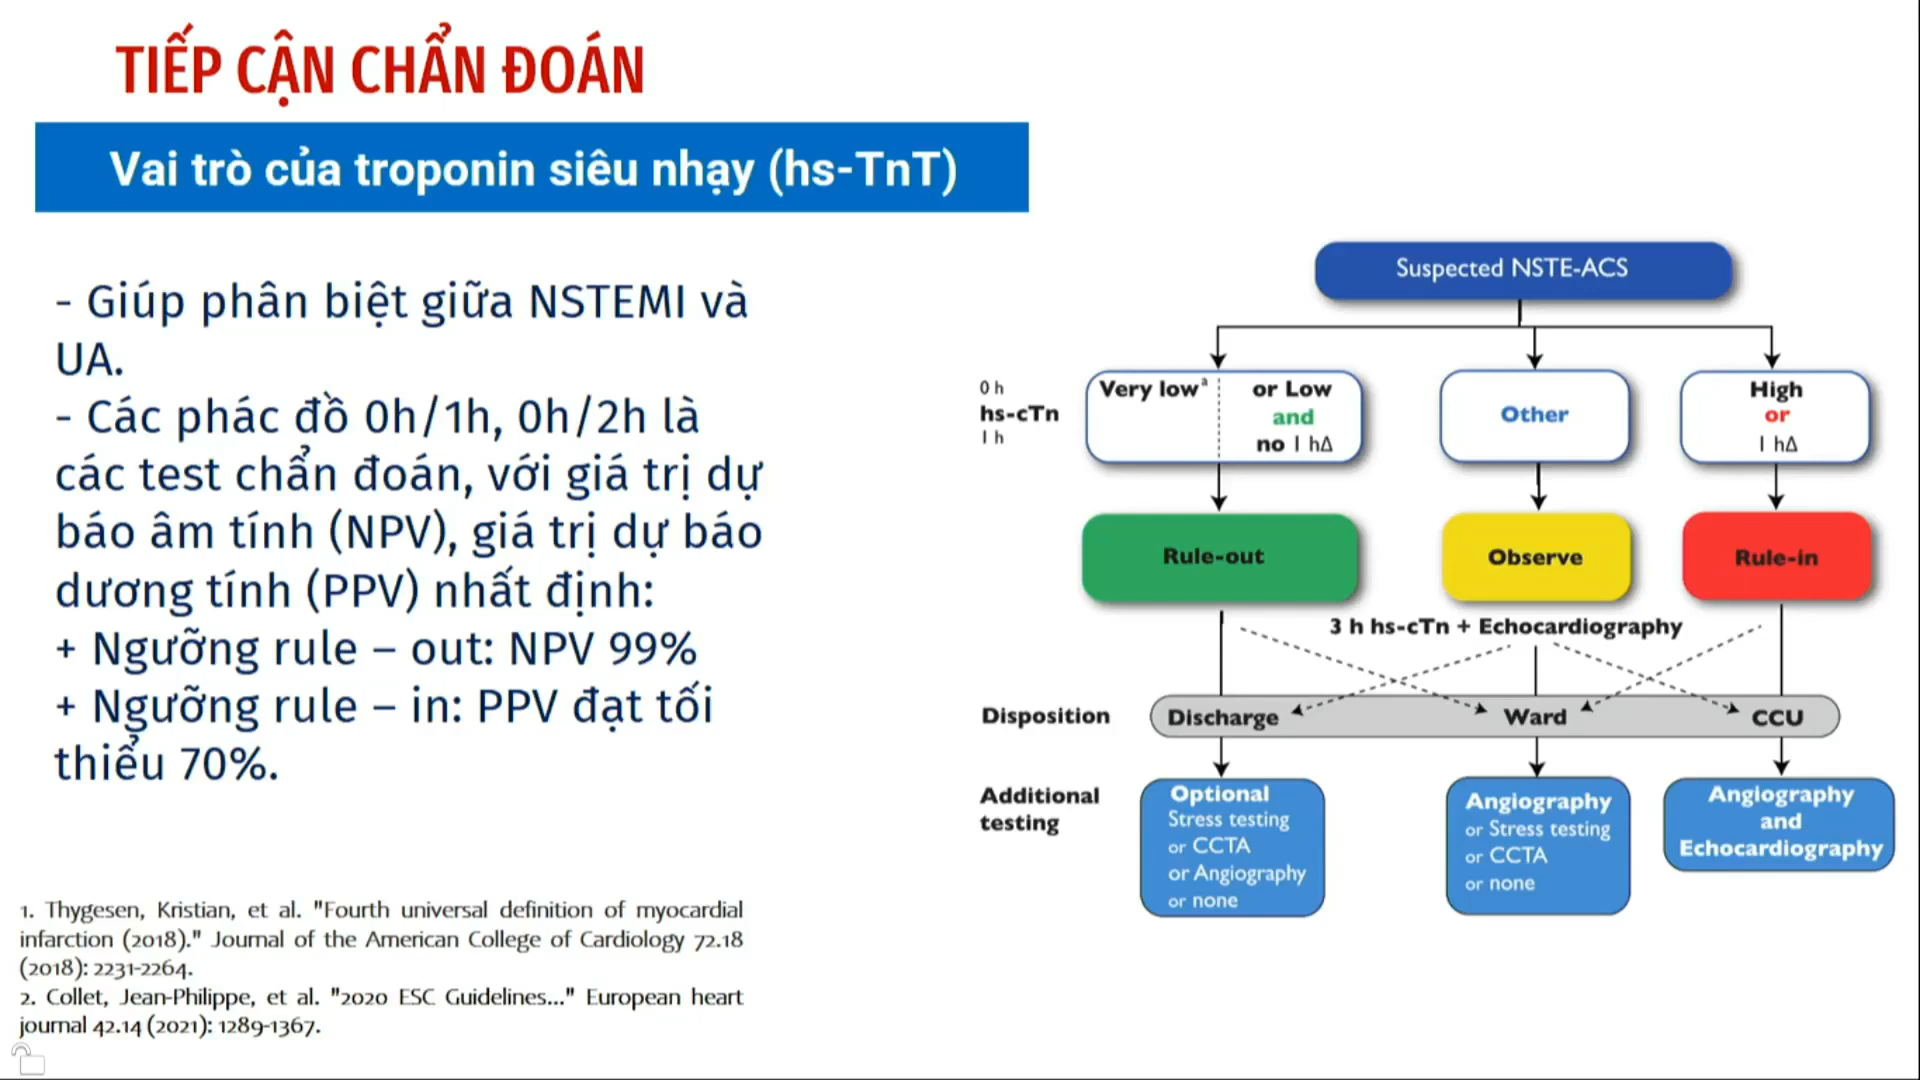 TIẾP CẬN CHẨN ĐOÁN
Vai trò của troponin siêu nhạy (hs-TnT)
- Giúp phân biệt giữa NSTEMI và
UA.
- Các phác đồ 0h/1h, 0h/2h là
các test chẩn đoán, với giá trị dự
báo âm tính (NPV), giá trị dự báo
dương tính (PPV) nhất định:
+ Ngưỡng rule – out: NPV 99%
+ Ngưỡng rule – in: PPV đạt tối
thiểu 70%.
1. Thygesen, Kristian, et al. "Fourth universal definition of myocardial
infarction (2018)." Journal of the American College of Cardiology 72.18
(2018): 2231-2264.
2. Collet, Jean-Philippe, et al. "2020 ESC Guidelines..." European heart
journal 42.14 (2021): 1289-1367.
Suspected NSTE-ACS
0 h
hs-cTn
1 h
Very lowᵃ
or Low
and
no 1 hΔ
Other
High
or
1 hΔ
Rule-out
Observe
Rule-in
3 h hs-cTn + Echocardiography
Disposition
Discharge
Ward
CCU
Additional
testing
Optional
Stress testing
or CCTA
or Angiography
or none
Angiography
or Stress testing
or CCTA
or none
Angiography
and
Echocardiography